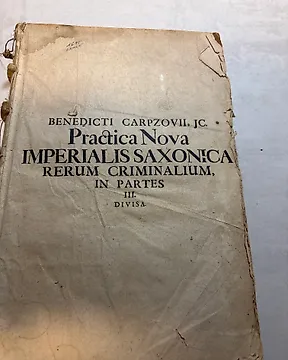 BENEDICTI CARPZOVII. JC.
Practica Nova
IMPERIALIS SAXONICA
RERUM CRIMINALIUM,
IN PARTES
III.
DIVISA